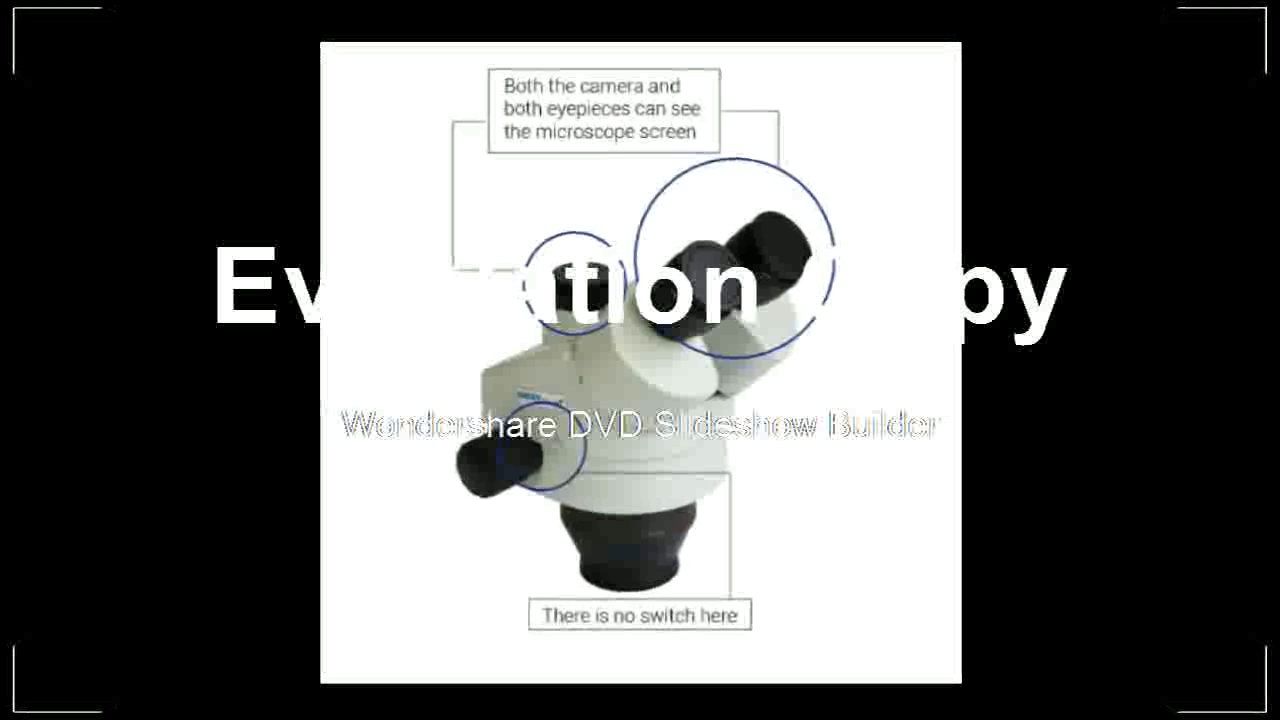 Both the camera and
both eyepieces can see
the microscope screen
Evaluation Copy
Wondershare DVD Slideshow Builder
There is no switch here